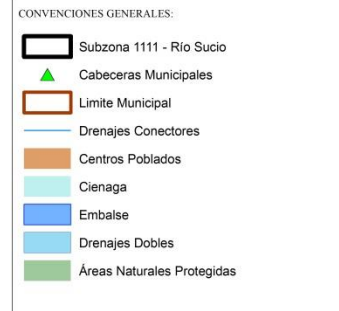 CONVENCIONES GENERALES:
Subzona 1111 - Río Sucio
Cabeceras Municipales
Limite Municipal
Drenajes Conectores
Centros Poblados
Cienaga
Embalse
Drenajes Dobles
Áreas Naturales Protegidas